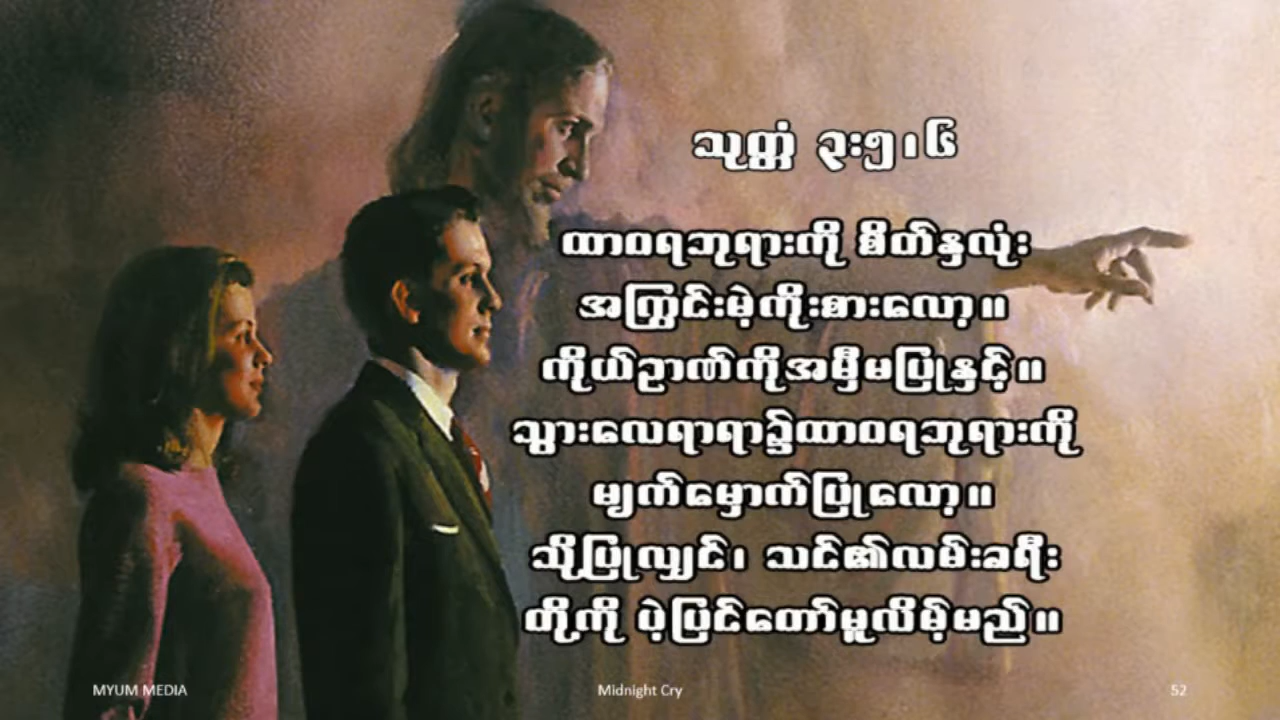 သုတ္တံ ၃း၅၊၆
ထာဝရဘုရားကို စိတ်နှလုံး
အကြွင်းမဲ့ကိုးစားလော့။
ကိုယ်ဉာဏ်ကိုအမှီမပြုနှင့်။
သွားလေရာရာ၌ထာဝရဘုရားကို
မျက်မှောက်ပြုလော့။
သို့ပြုလျှင်၊ သင်၏လမ်းခရီး
တို့ကို ပဲ့ပြင်တော်မူလိမ့်မည်။
MYUM MEDIA
Midnight Cry
52